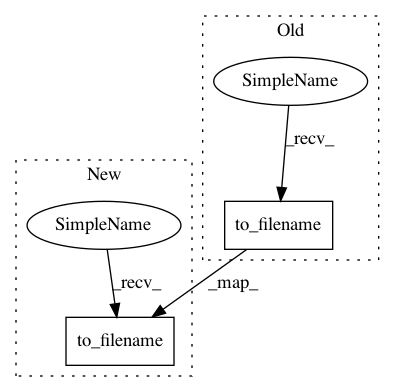 Old
SimpleName
_recv_
New
to_filename
SimpleName
_recv_
_map_
to_filename